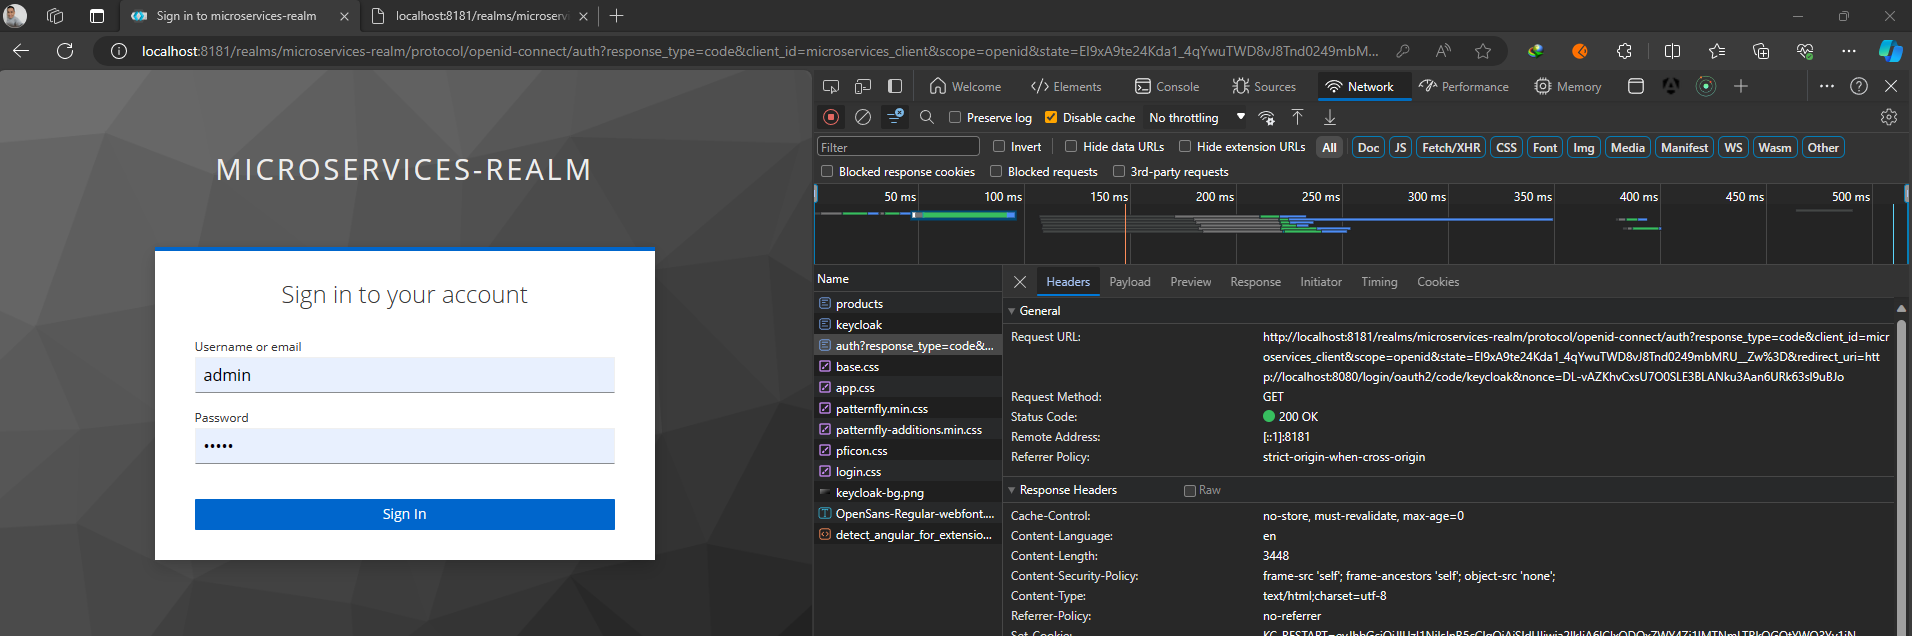 Sign in to microservices-realm
localhost:8181/realms/microservi
localhost:8181/realms/microservices-realm/protocol/openid-connect/auth?response_type=code&client_id=microservices_client&scope=openid&state=EI9xA9te24Kda1_4qYwuTWD8vJ8Tnd0249mbM...
MICROSERVICES-REALM
Sign in to your account
Username or email
admin
Password
•••••
Sign In
Welcome Elements Console Sources Network Performance Memory
Preserve log Disable cache No throttling
Filter Invert Hide data URLs Hide extension URLs All Doc JS Fetch/XHR CSS Font Img Media Manifest WS Wasm Other
Blocked response cookies Blocked requests 3rd-party requests
50 ms 100 ms 150 ms 200 ms 250 ms 300 ms 350 ms 400 ms 450 ms 500 ms
Name
products
keycloak
auth?response_type=code&...
base.css
app.css
patternfly.min.css
patternfly-additions.min.css
pficon.css
login.css
keycloak-bg.png
OpenSans-Regular-webfont....
detect_angular_for_extensio...
Headers Payload Preview Response Initiator Timing Cookies
General
Request URL: http://localhost:8181/realms/microservices-realm/protocol/openid-connect/auth?response_type=code&client_id=micr
oservices_client&scope=openid&state=EI9xA9te24Kda1_4qYwuTWD8vJ8Tnd0249mbMRU__Zw%3D&redirect_uri=htt
p://localhost:8080/login/oauth2/code/keycloak&nonce=DL-vAZKhvCxsU7O0SLE3BLANku3Aan6URk63sI9uBJo
Request Method: GET
Status Code: 200 OK
Remote Address: [::1]:8181
Referrer Policy: strict-origin-when-cross-origin
Response Headers Raw
Cache-Control: no-store, must-revalidate, max-age=0
Content-Language: en
Content-Length: 3448
Content-Security-Policy: frame-src 'self'; frame-ancestors 'self'; object-src 'none';
Content-Type: text/html;charset=utf-8
Referrer-Policy: no-referrer
Set-Cookie: